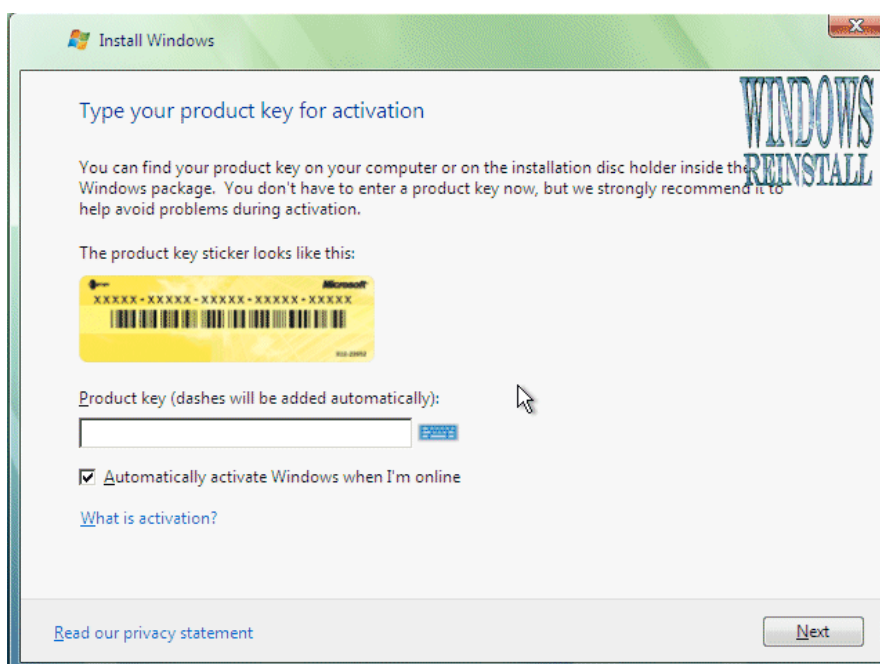 Install Windows
Type your product key for activation
WINDOWS
REINSTALL
You can find your product key on your computer or on the installation disc holder inside the
Windows package. You don't have to enter a product key now, but we strongly recommend it to
help avoid problems during activation.
The product key sticker looks like this:
Microsoft
XXXXX-XXXXX-XXXXX-XXXXX-XXXXX
Product key (dashes will be added automatically):
Automatically activate Windows when I'm online
What is activation?
Read our privacy statement
Next